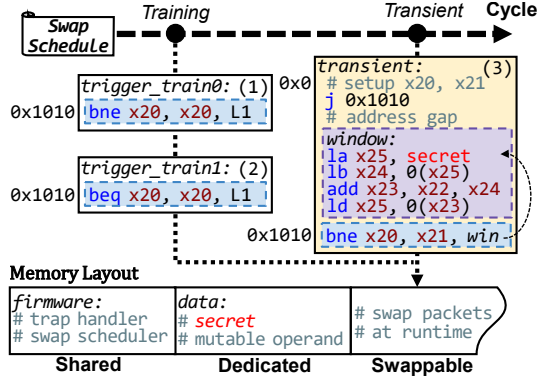 Training
Transient
Cycle
Swap
Schedule
trigger_train0: (1)
0x1010
bne x20, x20, L1
trigger_train1: (2)
0x1010
beq x20, x20, L1
0x0
transient: (3)
# setup x20, x21
j 0x1010
# address gap
window:
la x25, secret
lb x24, 0(x25)
add x23, x22, x24
ld x25, 0(x23)
0x1010
bne x20, x21, win
Memory Layout
firmware:
# trap handler
# swap scheduler
data:
# secret
# mutable operand
# swap packets
# at runtime
Shared
Dedicated
Swappable